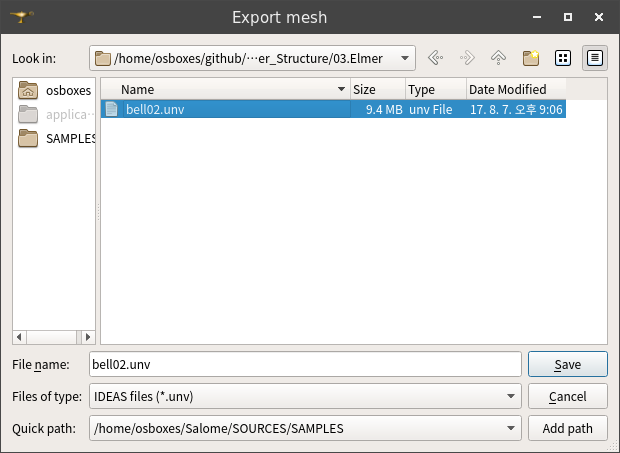 Export mesh
Look in: /home/osboxes/github/···er_Structure/03.Elmer
osboxes
applica···
SAMPLES
Name Size Type Date Modified
bell02.unv 9.4 MB unv File 17. 8. 7. 오후 9:06
File name: bell02.unv Save
Files of type: IDEAS files (*.unv) Cancel
Quick path: /home/osboxes/Salome/SOURCES/SAMPLES Add path